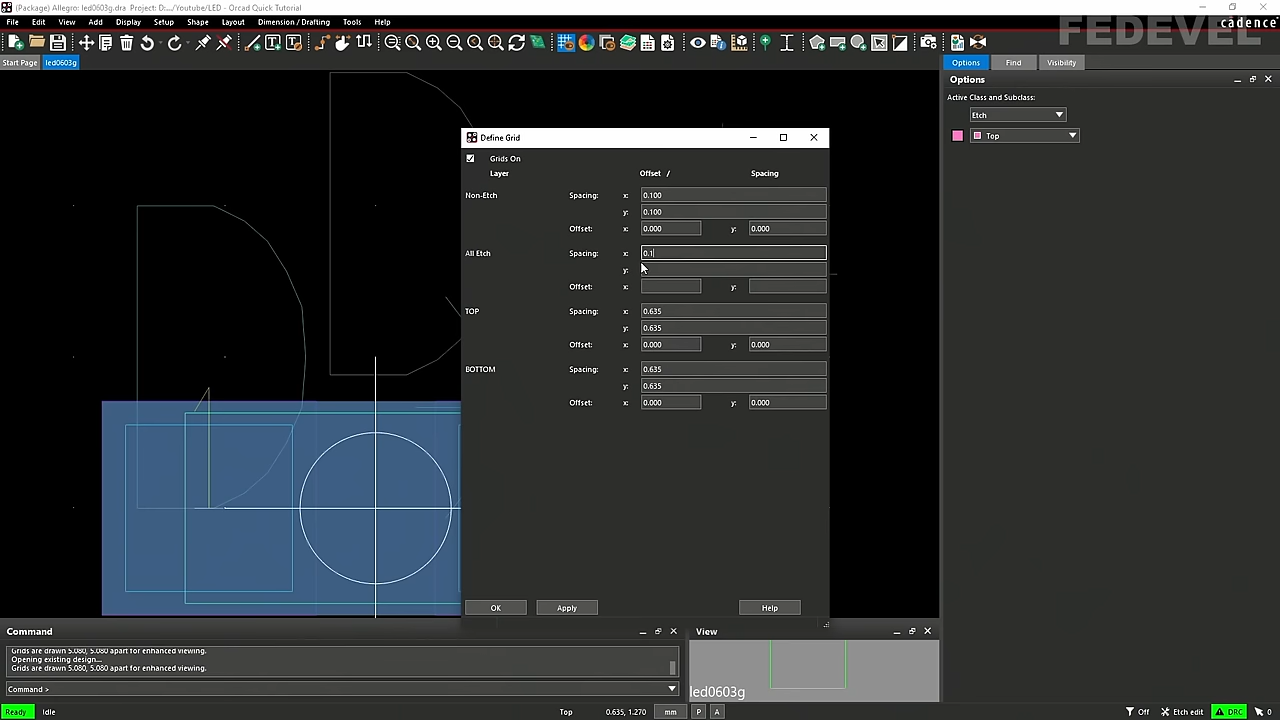 (Package) Allegro: led0603g.dra Project: D:.../Youtube/LED - Orcad Quick Tutorial
File Edit View Add Display Setup Shape Layout Dimension / Drafting Tools Help
cadence
FEDEVEL
Start Page led0603g
Options Find Visibility
Options
Active Class and Subclass:
Etch
Top
Define Grid
Grids On
Layer Offset / Spacing
Non-Etch Spacing: x: 0.100
y: 0.100
Offset: x: 0.000 y: 0.000
All Etch Spacing: x: 0.1
y:
Offset: x: y:
TOP Spacing: x: 0.635
y: 0.635
Offset: x: 0.000 y: 0.000
BOTTOM Spacing: x: 0.635
y: 0.635
Offset: x: 0.000 y: 0.000
OK Apply Help
Command
Grids are drawn 5.080, 5.080 apart for enhanced viewing.
Opening existing design...
Grids are drawn 5.080, 5.080 apart for enhanced viewing.
Command >
View
led0603g
Ready Idle Top 0.635, 1.270 mm P A Off Etch edit DRC 0